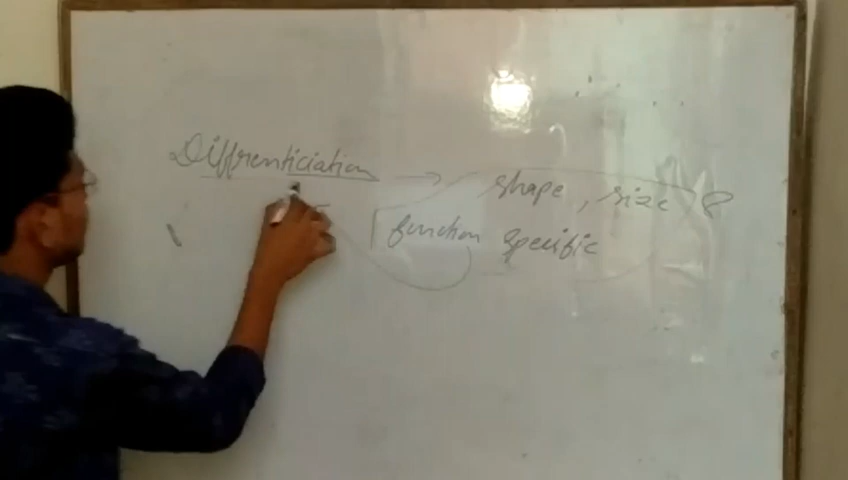 Diffrenticiation → shape, size &
function specific